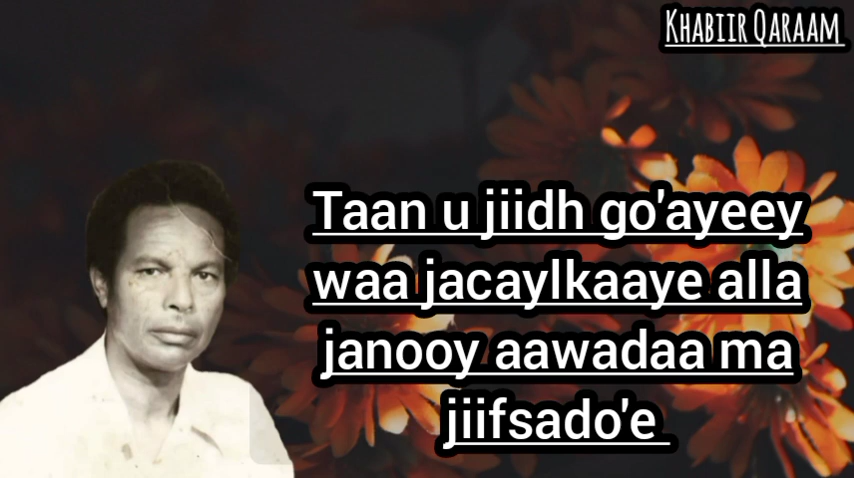 KHABIIR QARAAM
Taan u jiidh go'ayeey
waa jacaylkaaye alla
janooy aawadaa ma
jiifsado'e